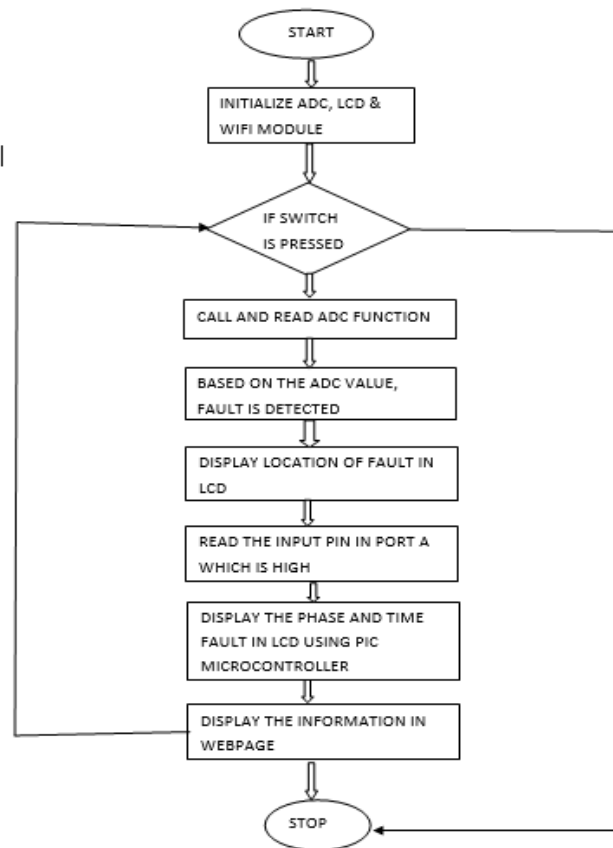 START
INITIALIZE ADC, LCD &
WIFI MODULE
IF SWITCH
IS PRESSED
CALL AND READ ADC FUNCTION
BASED ON THE ADC VALUE,
FAULT IS DETECTED
DISPLAY LOCATION OF FAULT IN
LCD
READ THE INPUT PIN IN PORT A
WHICH IS HIGH
DISPLAY THE PHASE AND TIME
FAULT IN LCD USING PIC
MICROCONTROLLER
DISPLAY THE INFORMATION IN
WEBPAGE
STOP